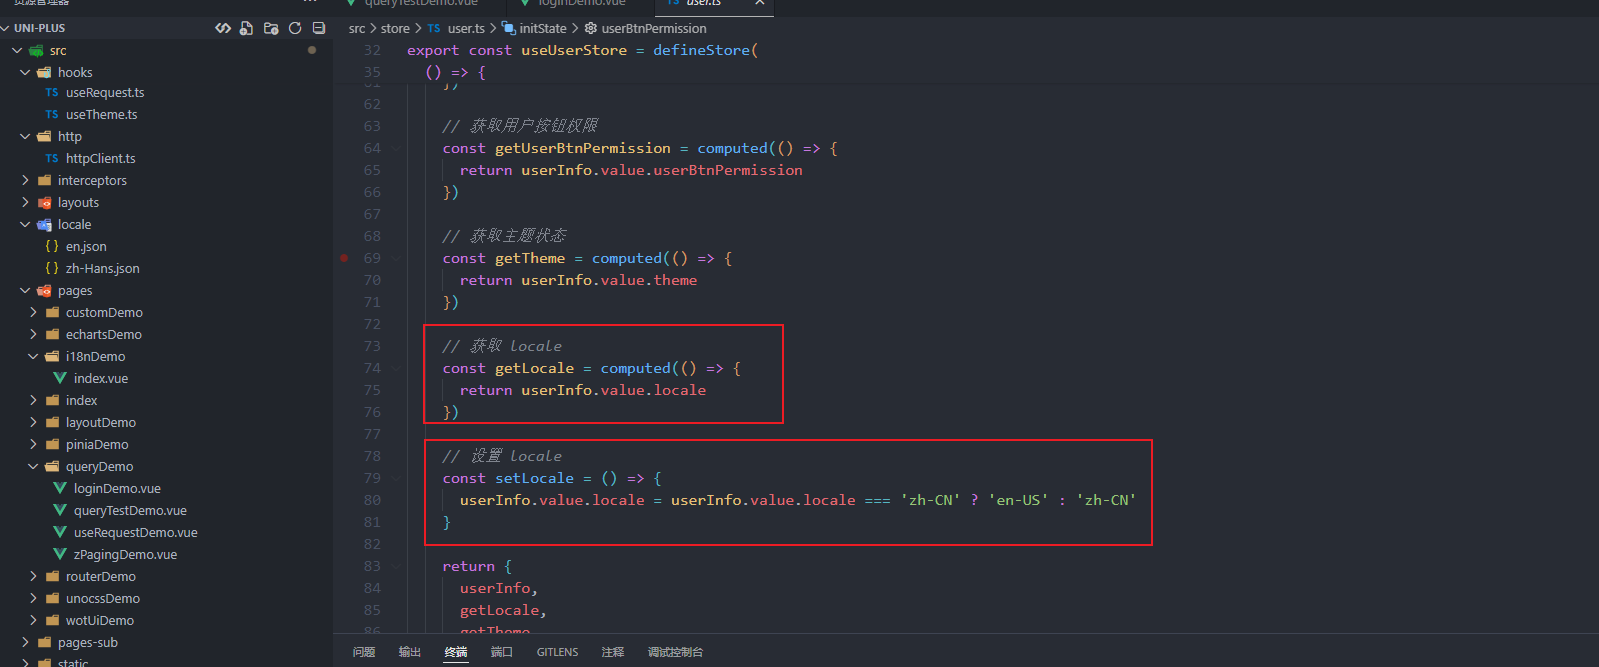 资源管理器
queryTestDemo.vue
loginDemo.vue
TS user.ts
UNI-PLUS
src > store > TS user.ts > initState > userBtnPermission
src
hooks
TS useRequest.ts
TS useTheme.ts
http
TS httpClient.ts
interceptors
layouts
locale
{ } en.json
{ } zh-Hans.json
pages
customDemo
echartsDemo
i18nDemo
index.vue
index
layoutDemo
piniaDemo
queryDemo
loginDemo.vue
queryTestDemo.vue
useRequestDemo.vue
zPagingDemo.vue
routerDemo
unocssDemo
wotUiDemo
pages-sub
static
32 export const useUserStore = defineStore(
35 () => {
61 })
62
63 // 获取用户按钮权限
64 const getUserBtnPermission = computed(() => {
65 return userInfo.value.userBtnPermission
66 })
67
68 // 获取主题状态
69 const getTheme = computed(() => {
70 return userInfo.value.theme
71 })
72
73 // 获取 locale
74 const getLocale = computed(() => {
75 return userInfo.value.locale
76 })
77
78 // 设置 locale
79 const setLocale = () => {
80 userInfo.value.locale = userInfo.value.locale === 'zh-CN' ? 'en-US' : 'zh-CN'
81 }
82
83 return {
84 userInfo,
85 getLocale,
86 getTheme
问题 输出 终端 端口 GITLENS 注释 调试控制台